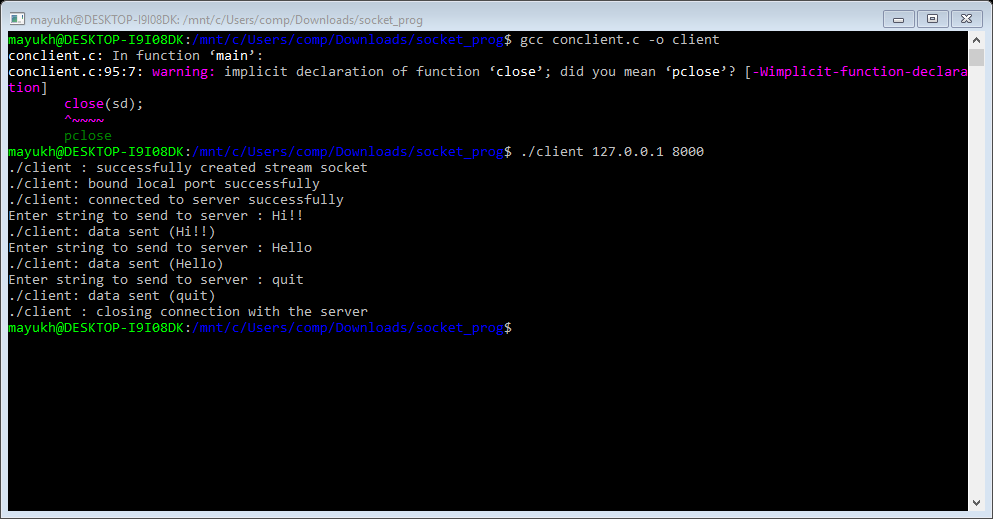 mayukh@DESKTOP-I9I08DK: /mnt/c/Users/comp/Downloads/socket_prog
mayukh@DESKTOP-I9I08DK:/mnt/c/Users/comp/Downloads/socket_prog$ gcc conclient.c -o client
conclient.c: In function ‘main’:
conclient.c:95:7: warning: implicit declaration of function ‘close’; did you mean ‘pclose’? [-Wimplicit-function-declara
tion]
close(sd);
^~~~~
pclose
mayukh@DESKTOP-I9I08DK:/mnt/c/Users/comp/Downloads/socket_prog$ ./client 127.0.0.1 8000
./client : successfully created stream socket
./client: bound local port successfully
./client: connected to server successfully
Enter string to send to server : Hi!!
./client: data sent (Hi!!)
Enter string to send to server : Hello
./client: data sent (Hello)
Enter string to send to server : quit
./client: data sent (quit)
./client : closing connection with the server
mayukh@DESKTOP-I9I08DK:/mnt/c/Users/comp/Downloads/socket_prog$